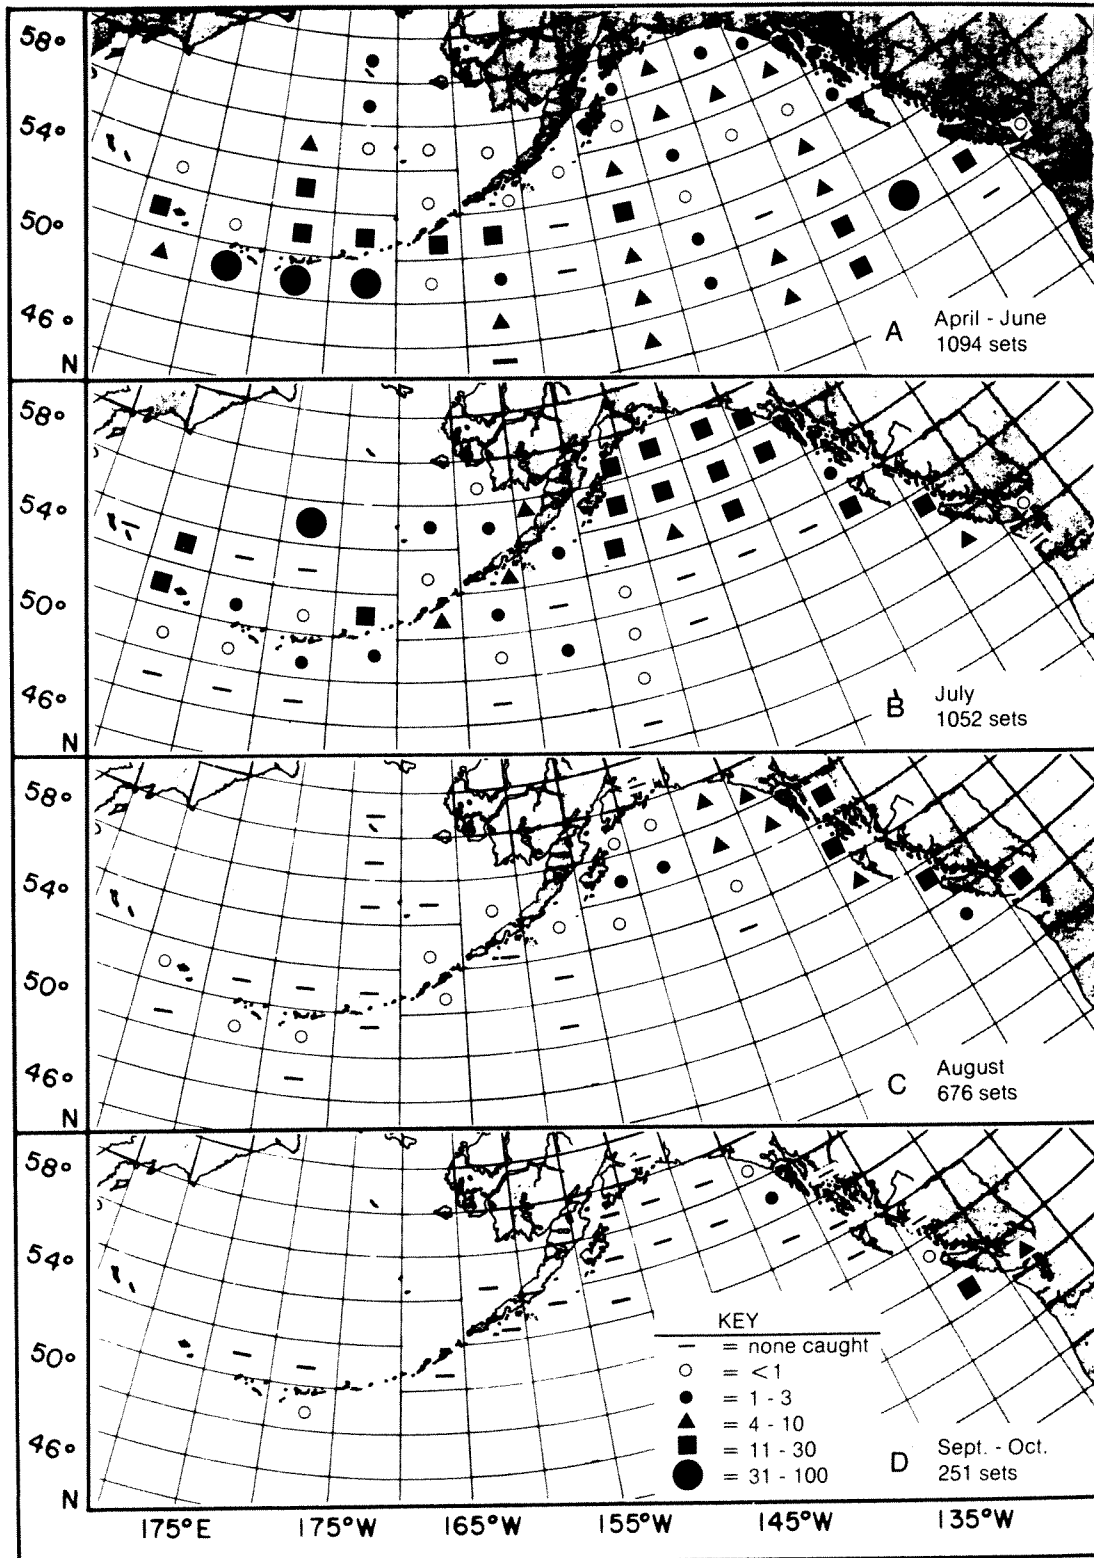 58°
54°
50°
46°
N
A April - June
1094 sets
58°
54°
50°
46°
N
B July
1052 sets
58°
54°
50°
46°
N
C August
676 sets
58°
54°
50°
46°
N
KEY
– = none caught
○ = <1
● = 1 - 3
▲ = 4 - 10
■ = 11 - 30
● = 31 - 100
D Sept. - Oct.
251 sets
175°E 175°W 165°W 155°W 145°W 135°W